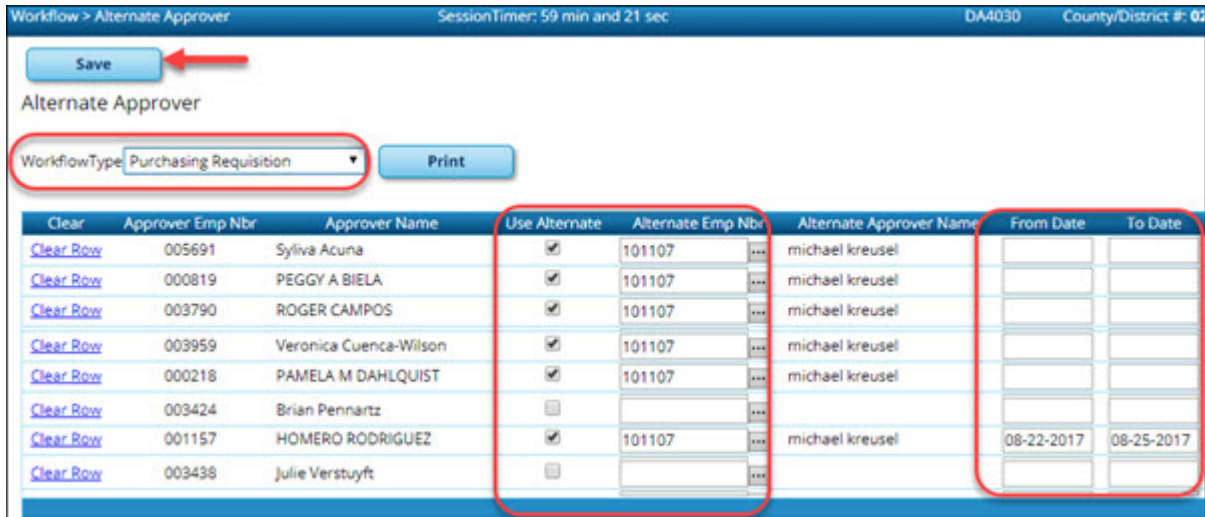 Workflow > Alternate Approver SessionTimer: 59 min and 21 sec DA4030 County/District #: 02
Save
Alternate Approver
WorkflowType Purchasing Requisition Print
Clear Approver Emp Nbr Approver Name Use Alternate Alternate Emp Nbr Alternate Approver Name From Date To Date
Clear Row 005691 Syliva Acuna 101107 ... michael kreusel
Clear Row 000819 PEGGY A BIELA 101107 ... michael kreusel
Clear Row 003790 ROGER CAMPOS 101107 ... michael kreusel
Clear Row 003959 Veronica Cuenca-Wilson 101107 ... michael kreusel
Clear Row 000218 PAMELA M DAHLQUIST 101107 ... michael kreusel
Clear Row 003424 Brian Pennartz ...
Clear Row 001157 HOMERO RODRIGUEZ 101107 ... michael kreusel 08-22-2017 08-25-2017
Clear Row 003438 Julie Verstuyft ...